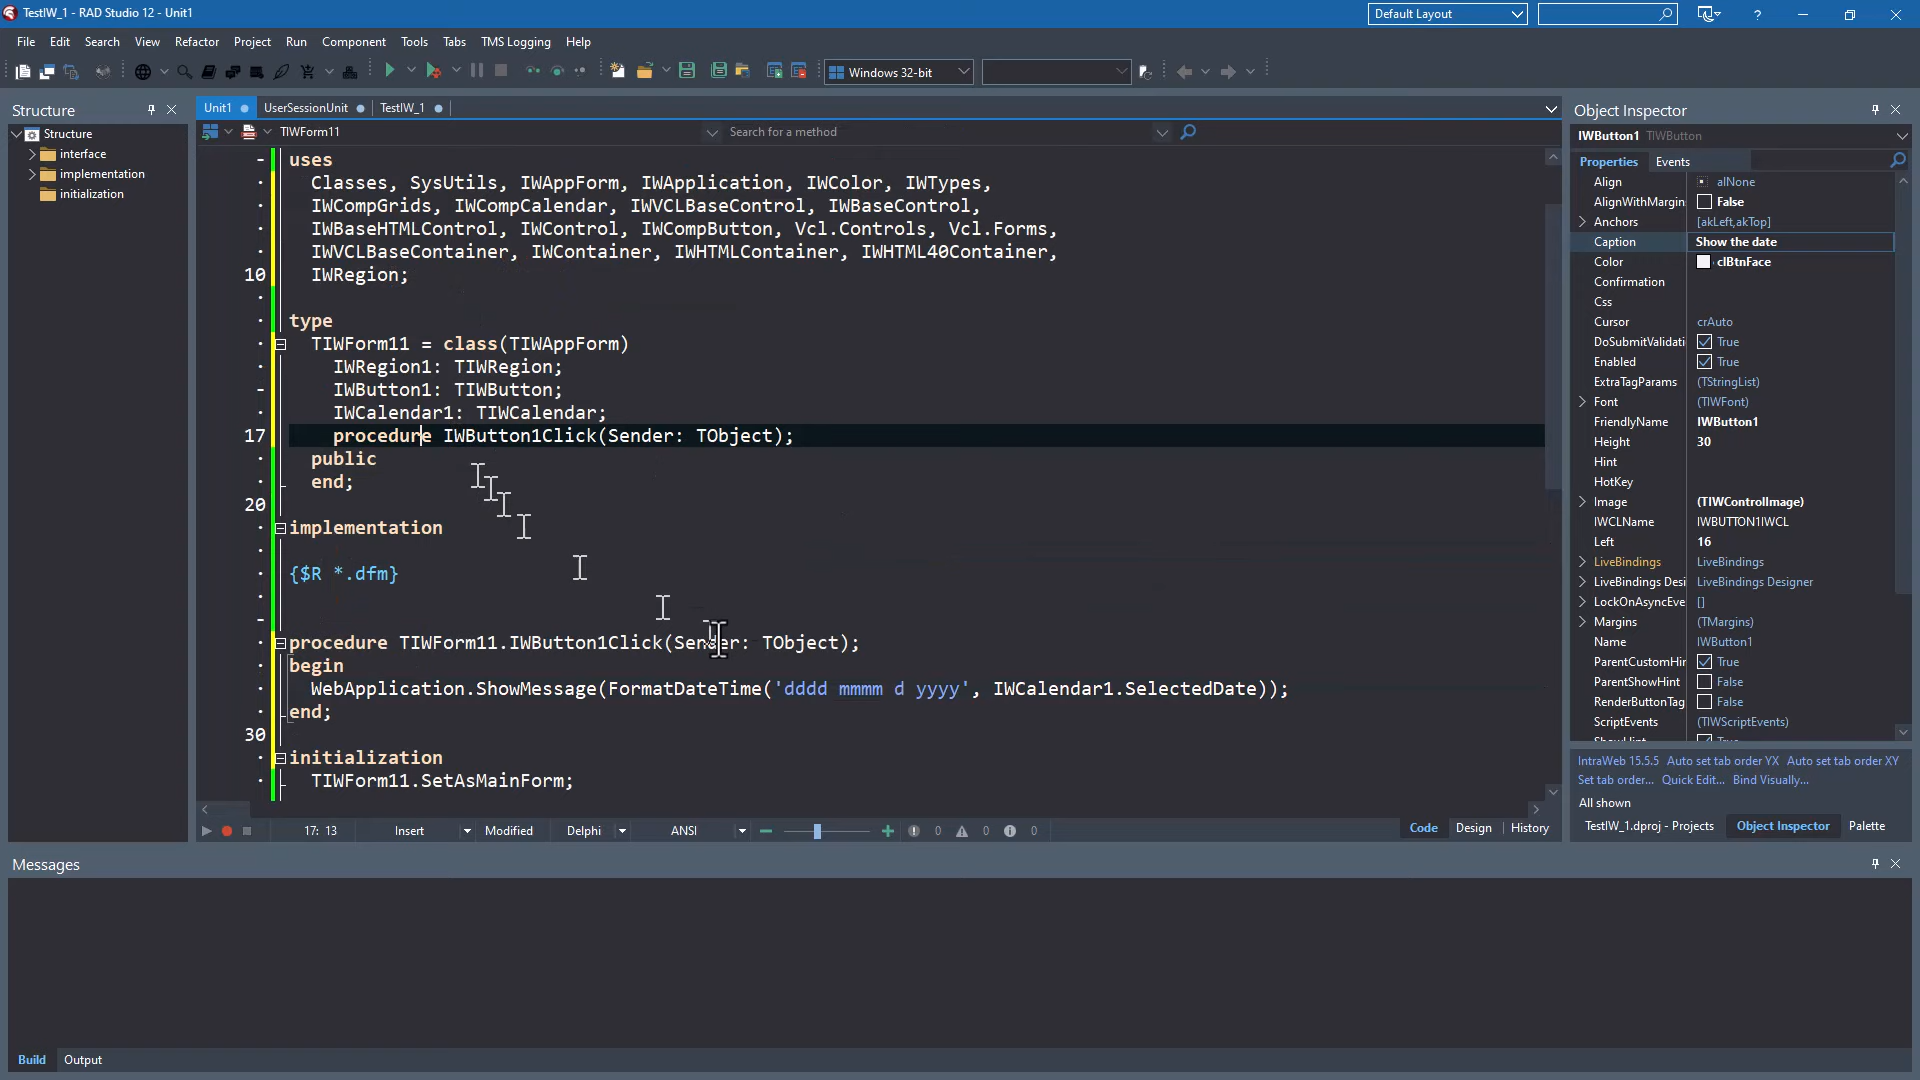 TestIW_1 - RAD Studio 12 - Unit1
Default Layout
?
File Edit Search View Refactor Project Run Component Tools Tabs TMS Logging Help
Windows 32-bit
Structure
Structure
interface
implementation
initialization
Unit1 UserSessionUnit TestIW_1
TIWForm11 Search for a method
uses
Classes, SysUtils, IWAppForm, IWApplication, IWColor, IWTypes,
IWCompGrids, IWCompCalendar, IWVCLBaseControl, IWBaseControl,
IWBaseHTMLControl, IWControl, IWCompButton, Vcl.Controls, Vcl.Forms,
IWVCLBaseContainer, IWContainer, IWHTMLContainer, IWHTML40Container,
10 IWRegion;
type
TIWForm11 = class(TIWAppForm)
IWRegion1: TIWRegion;
IWButton1: TIWButton;
IWCalendar1: TIWCalendar;
17 procedure IWButton1Click(Sender: TObject);
public
end;
20
implementation
{$R *.dfm}
procedure TIWForm11.IWButton1Click(Sender: TObject);
begin
WebApplication.ShowMessage(FormatDateTime('dddd mmmm d yyyy', IWCalendar1.SelectedDate));
end;
30
initialization
TIWForm11.SetAsMainForm;
17: 13 Insert Modified Delphi ANSI 0 0 0 Code Design History
Object Inspector
IWButton1 TIWButton
Properties Events
Align alNone
AlignWithMargin: False
Anchors [akLeft,akTop]
Caption Show the date
Color clBtnFace
Confirmation
Css
Cursor crAuto
DoSubmitValidati True
Enabled True
ExtraTagParams (TStringList)
Font (TIWFont)
FriendlyName IWButton1
Height 30
Hint
HotKey
Image (TIWControlImage)
IWCLName IWBUTTON1IWCL
Left 16
LiveBindings LiveBindings
LiveBindings Desi LiveBindings Designer
LockOnAsyncEve []
Margins (TMargins)
Name IWButton1
ParentCustomHir True
ParentShowHint False
RenderButtonTag False
ScriptEvents (TIWScriptEvents)
ShowHint True
IntraWeb 15.5.5 Auto set tab order YX Auto set tab order XY
Set tab order... Quick Edit... Bind Visually...
All shown
TestIW_1.dproj - Projects Object Inspector Palette
Messages
Build Output